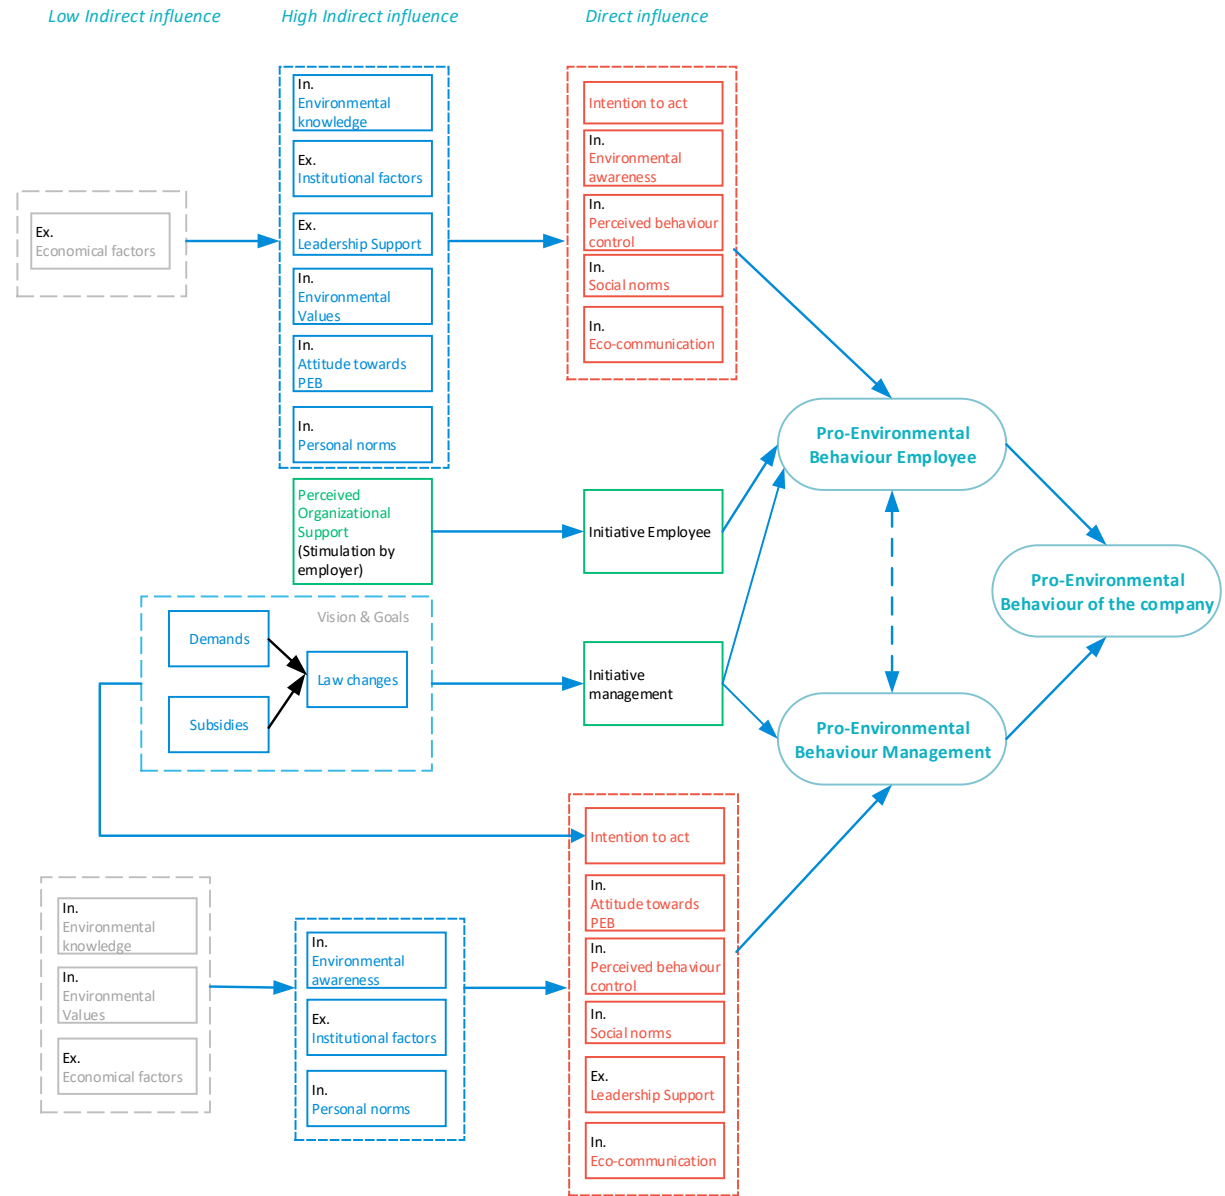 Low Indirect influence
High Indirect influence
Direct influence
Ex.
Economical factors
In.
Environmental
knowledge
Ex.
Institutional factors
Ex.
Leadership Support
In.
Environmental
Values
In.
Attitude towards
PEB
In.
Personal norms
Intention to act
In.
Environmental
awareness
In.
Perceived behaviour
control
In.
Social norms
In.
Eco-communication
Perceived
Organizational
Support
(Stimulation by
employer)
Initiative Employee
Vision & Goals
Demands
Subsidies
Law changes
Initiative
management
Pro-Environmental
Behaviour Employee
Pro-Environmental
Behaviour of the company
Pro-Environmental
Behaviour Management
In.
Environmental
knowledge
In.
Environmental
Values
Ex.
Economical factors
In.
Environmental
awareness
Ex.
Institutional factors
In.
Personal norms
Intention to act
In.
Attitude towards
PEB
In.
Perceived behaviour
control
In.
Social norms
Ex.
Leadership Support
In.
Eco-communication